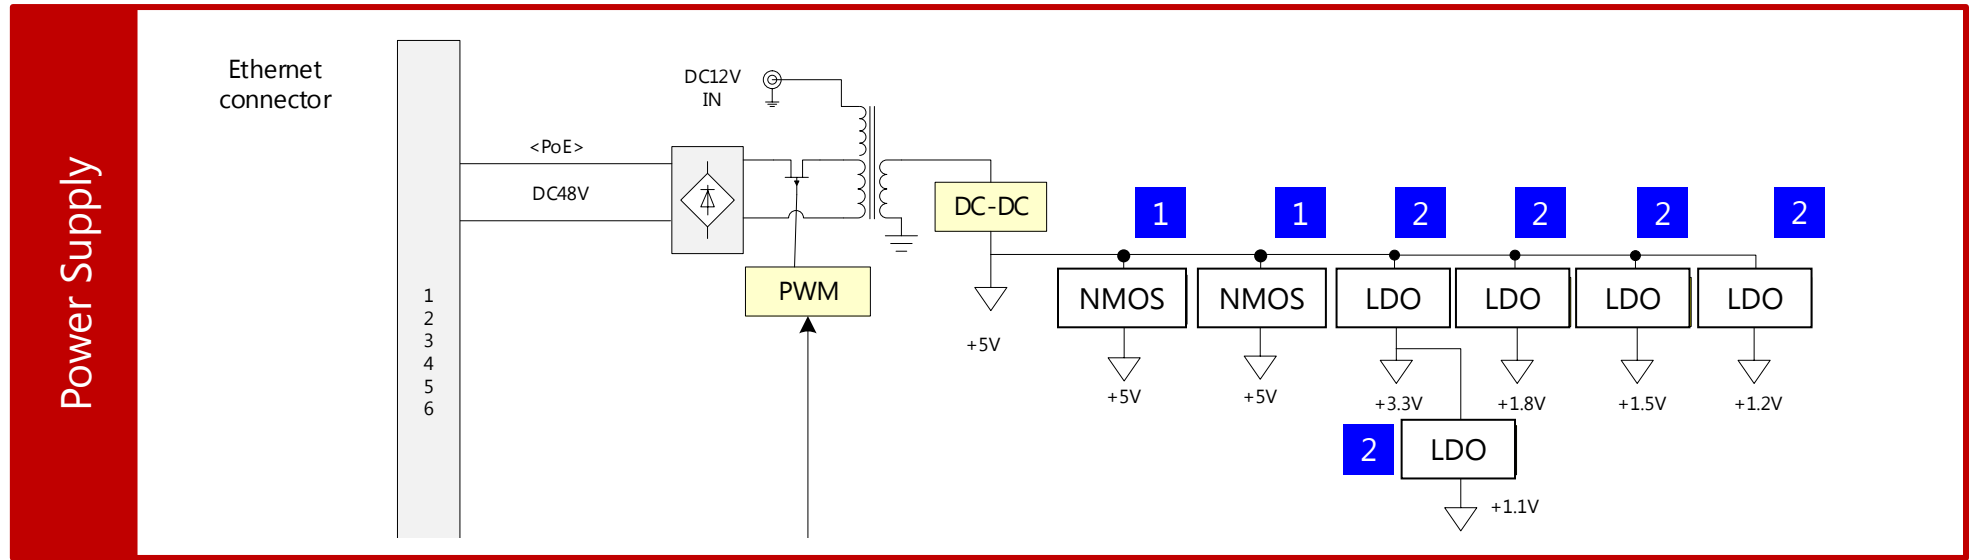 Power Supply
Ethernet
connector
DC12V
IN
<PoE>
DC48V
DC-DC
PWM
1
2
3
4
5
6
+5V
1
1
2
2
2
2
NMOS
NMOS
LDO
LDO
LDO
LDO
+5V
+5V
+3.3V
+1.8V
+1.5V
+1.2V
2
LDO
+1.1V